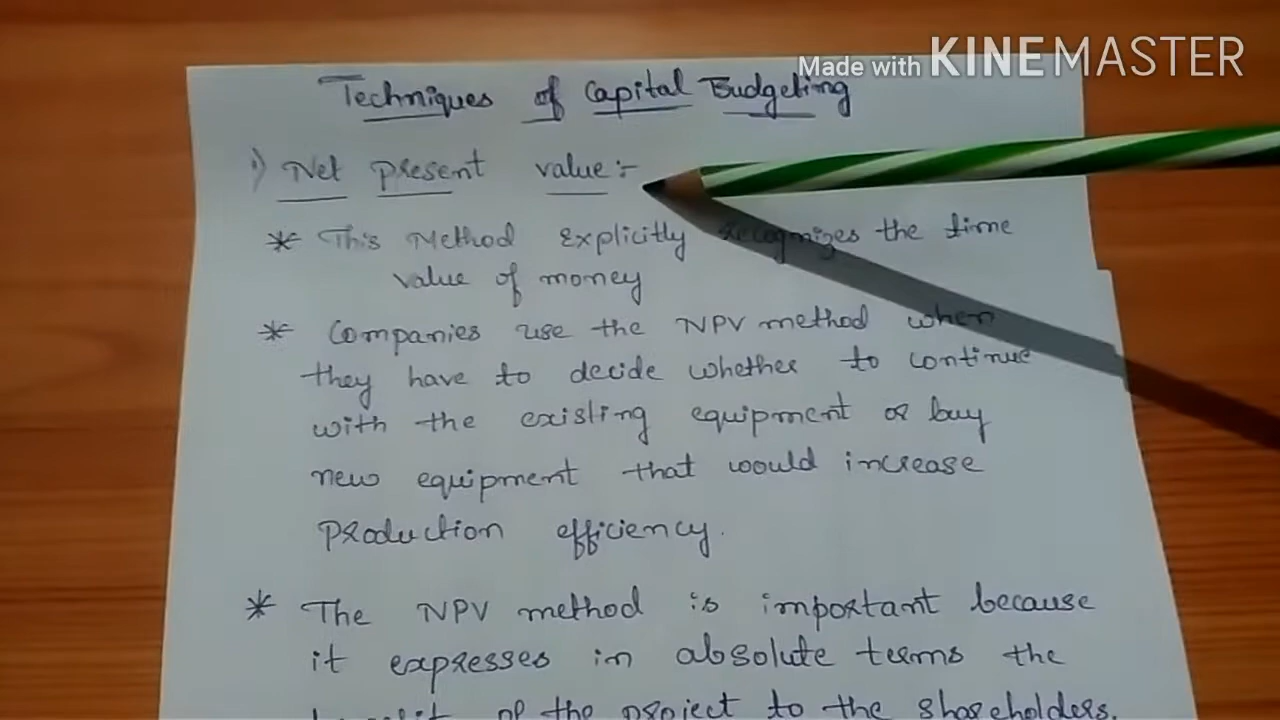 Made with KINEMASTER
Techniques of Capital Budgeting
1) Net Present value :-
* This Method Explicitly recognizes the time
value of money
* Companies use the NPV method when
they have to decide whether to continue
with the existing equipment or buy
new equipment that would increase
production efficiency.
* The NPV method is important because
it expresses in absolute terms the
benefit of the project to the shareholders.